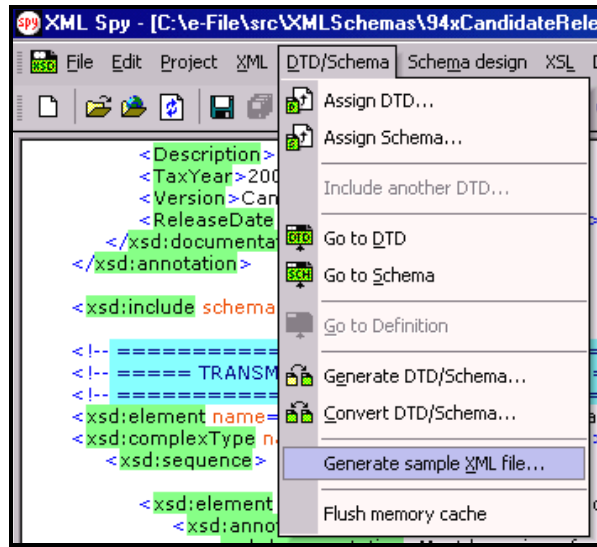 XML Spy - [C:\e-File\src\XMLSchemas\94xCandidateRele
File Edit Project XML DTD/Schema Schema design XSL
Assign DTD...
Assign Schema...
Include another DTD...
Go to DTD
Go to Schema
Go to Definition
Generate DTD/Schema...
Convert DTD/Schema...
Generate sample XML file...
Flush memory cache
<Description>
<TaxYear>200
<Version>Can
<ReleaseDate
</xsd:documenta
</xsd:annotation>
<xsd:include schema
<!-- ============
<!-- ===== TRANSM
<!-- ============
<xsd:element name=
<xsd:complexType n
<xsd:sequence>
<xsd:element
<xsd:anno